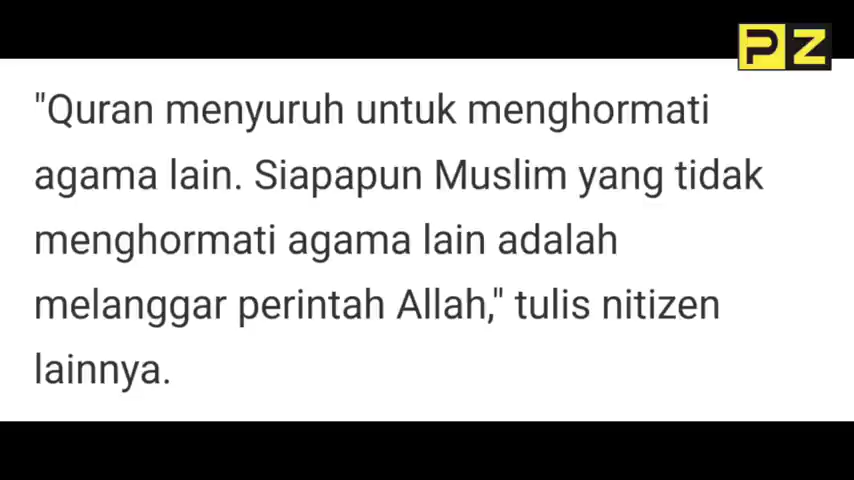 PZ
"Quran menyuruh untuk menghormati
agama lain. Siapapun Muslim yang tidak
menghormati agama lain adalah
melanggar perintah Allah," tulis nitizen
lainnya.